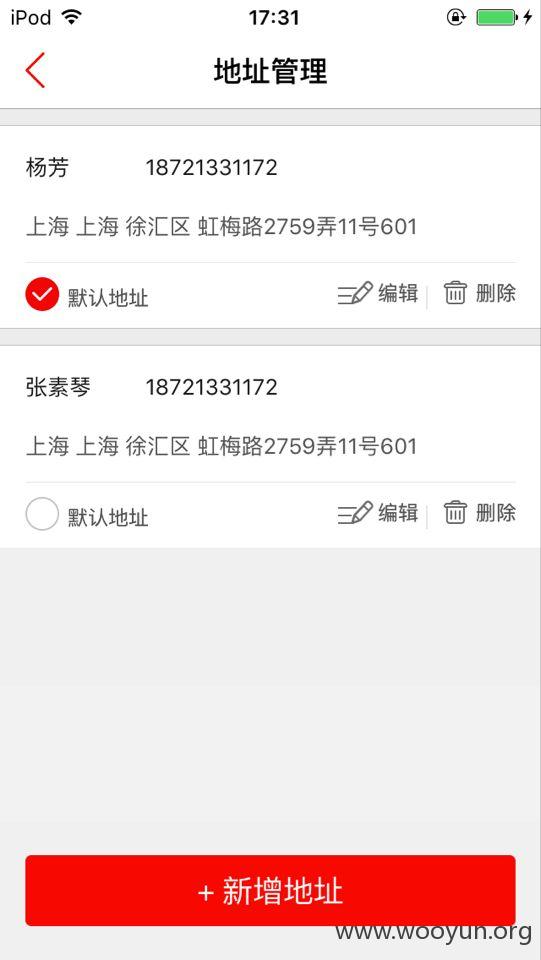 iPod 17:31
地址管理
杨芳 18721331172
上海 上海 徐汇区 虹梅路2759弄11号601
默认地址 编辑 删除
张素琴 18721331172
上海 上海 徐汇区 虹梅路2759弄11号601
默认地址 编辑 删除
+ 新增地址
www.wooyun.org